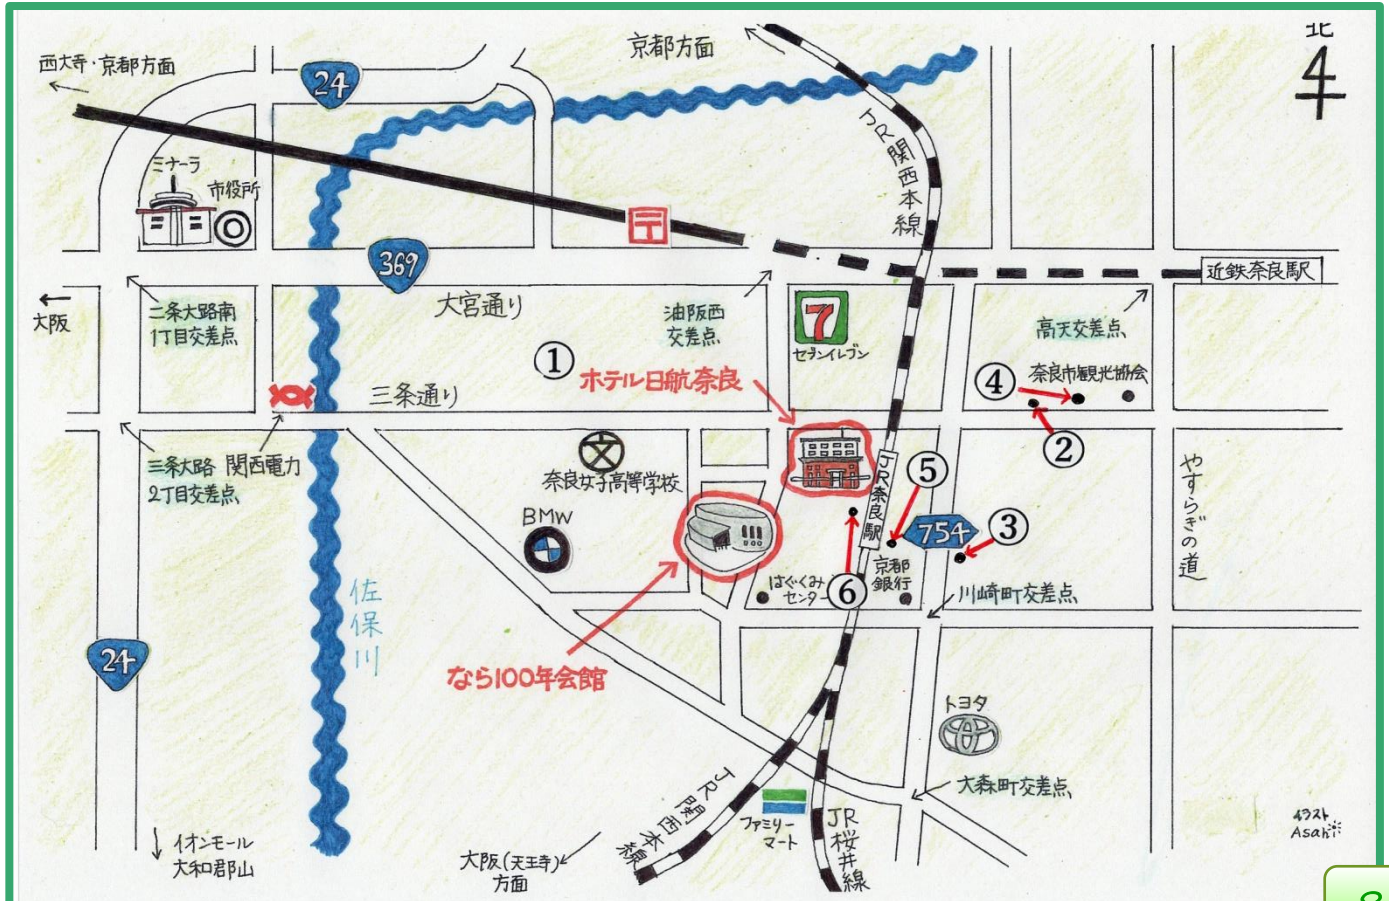 北
京都方面
西大寺・京都方面
24
JR関西本線
ミナーラ
市役所
〒
369
近鉄奈良駅
大宮通り
大阪
二条大路南
1丁目交差点
油阪西
交差点
7
セブンイレブン
高天交差点
①
ホテル日航奈良
④
奈良市観光協会
②
三条通り
三条大路
2丁目交差点
関西電力
文
奈良女子高等学校
JR奈良駅
⑤
754
③
やすらぎの道
BMW
はぐくみ
センター
⑥
京都
銀行
川崎町交差点
佐保川
なら100年会館
24
トヨタ
大森町交差点
JR関西本線
ファミリー
マート
JR桜井線
イオンモール
大和郡山
大阪(天王寺)
方面
イラスト
Asahi